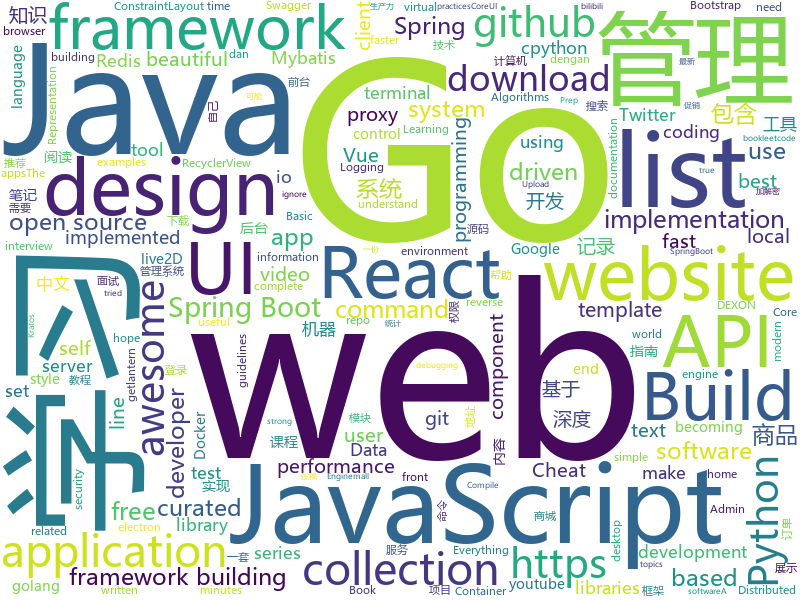 ConstraintLayout time
Swagger
client
virtual
practicesCoreUI
bilibili
Bootstrap
need
生产力
faster
dan
技术
dengan
计算机
最新
前台
Algorithms
Prep
促销
自己
搜索
Learning
可能
bookleetcode
知识
browser
building
framework
github
Spring
管理
language
Redis
beautiful
Mybatis
cpython
download
terminal
Representation
阅读
Java
Go
list
documentation
包含
工具
推荐
appsThe
tool
RecyclerView
control
proxy
system
Twitter
coding
examples
Logging
Vue
using
programming
driven
use
笔记
需要
design
io
系统
understand
开发
best
true
加解密
Upload
ignore
open source
后台
下载
app
Basic
源码
记录
implementation
interview
implemented
live2D
UI
React
environment
Google
fast
local
SpringBoot
中文
管理系统
面试
tried
video
information
complete
一份
website
帮助
Spring Boot
command
reverse
template
DEXON
网
awesome
机器
useful
统计
repo
权限
API
Core
modern
hope
component
world
指南
self
server
developer
guidelines
Kratos
web
git
基于
深度
end
engine
style
教程
登录
getlantern
line
user
模块
debugging
Build
text
becoming
商品
set
Docker
Data
课程
内容
Cheat
software
simple
home
test
JavaScript
make
Admin
related
实现
performance
front
free
curated
library
https
Python
security
application
collection
desktop
Compile
命令
商城
electron
一套
series
服务
Everything
development
订单
golang
framework building
youtube
libraries
框架
topics
展示
written
minutes
Container
Book
项目
based
softwareA
Distributed
strong